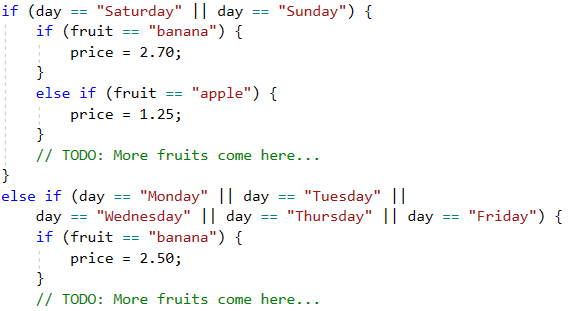 if (day == "Saturday" || day == "Sunday") {
    if (fruit == "banana") {
        price = 2.70;
    }
    else if (fruit == "apple") {
        price = 1.25;
    }
    // TODO: More fruits come here...
}
else if (day == "Monday" || day == "Tuesday" ||
    day == "Wednesday" || day == "Thursday" || day == "Friday") {
    if (fruit == "banana") {
        price = 2.50;
    }
    // TODO: More fruits come here...